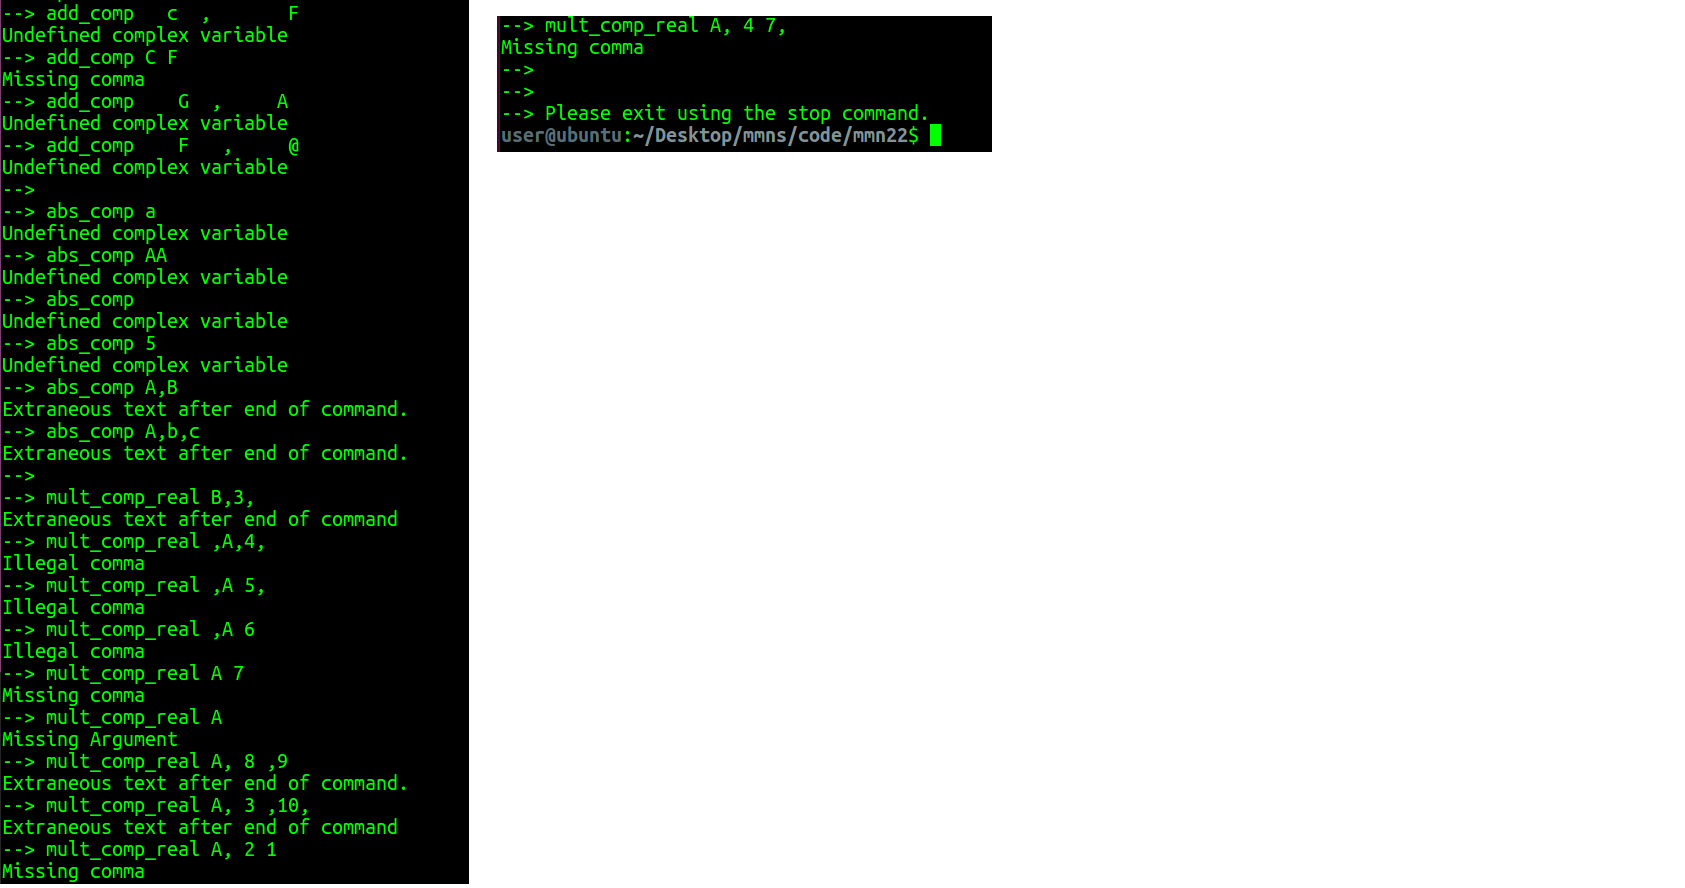 --> add_comp   c  ,       F
Undefined complex variable
--> add_comp C F
Missing comma
--> add_comp    G  ,     A
Undefined complex variable
--> add_comp    F   ,     @
Undefined complex variable
-->
--> abs_comp a
Undefined complex variable
--> abs_comp AA
Undefined complex variable
--> abs_comp
Undefined complex variable
--> abs_comp 5
Undefined complex variable
--> abs_comp A,B
Extraneous text after end of command.
--> abs_comp A,b,c
Extraneous text after end of command.
-->
--> mult_comp_real B,3,
Extraneous text after end of command
--> mult_comp_real ,A,4,
Illegal comma
--> mult_comp_real ,A 5,
Illegal comma
--> mult_comp_real ,A 6
Illegal comma
--> mult_comp_real A 7
Missing comma
--> mult_comp_real A
Missing Argument
--> mult_comp_real A, 8 ,9
Extraneous text after end of command.
--> mult_comp_real A, 3 ,10,
Extraneous text after end of command
--> mult_comp_real A, 2 1
Missing comma
--> mult_comp_real A, 4 7,
Missing comma
-->
-->
--> Please exit using the stop command.
user@ubuntu:~/Desktop/mmns/code/mmn22$